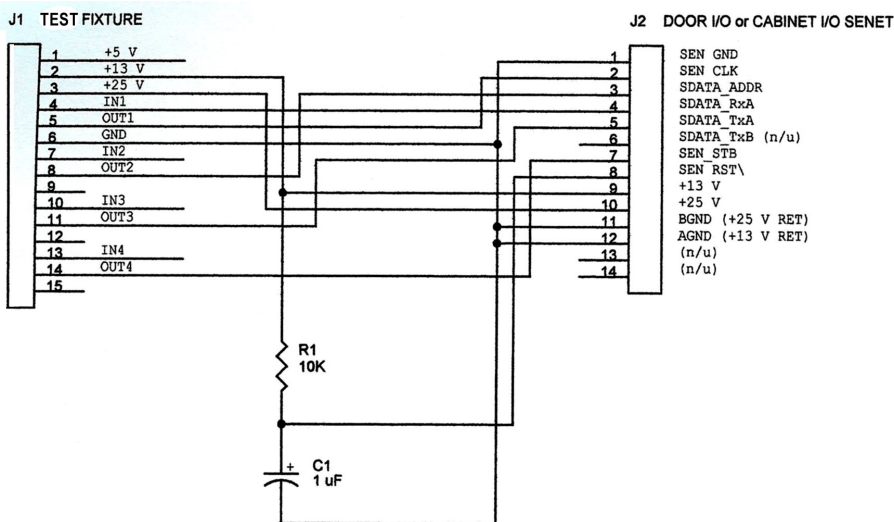 J1 TEST FIXTURE
J2 DOOR I/O or CABINET I/O SENET
1 +5 V
2 +13 V
3 +25 V
4 IN1
5 OUT1
6 GND
7 IN2
8 OUT2
9
10 IN3
11 OUT3
12
13 IN4
14 OUT4
15
1 SEN GND
2 SEN CLK
3 SDATA_ADDR
4 SDATA_RxA
5 SDATA_TxA
6 SDATA_TxB (n/u)
7 SEN_STB
8 SEN RST\
9 +13 V
10 +25 V
11 BGND (+25 V RET)
12 AGND (+13 V RET)
13 (n/u)
14 (n/u)
R1
10K
+ C1
1 uF